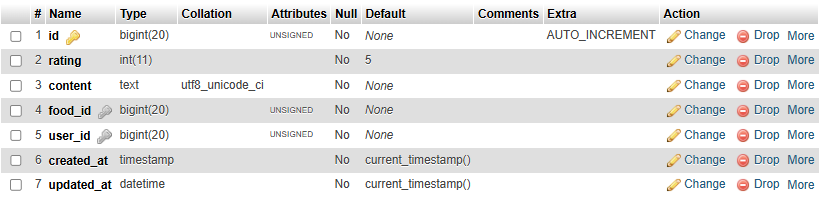 # Name Type Collation Attributes Null Default Comments Extra Action
1 id bigint(20) UNSIGNED No None AUTO_INCREMENT Change Drop More
2 rating int(11) No 5 Change Drop More
3 content text utf8_unicode_ci No None Change Drop More
4 food_id bigint(20) UNSIGNED No None Change Drop More
5 user_id bigint(20) UNSIGNED No None Change Drop More
6 created_at timestamp No current_timestamp() Change Drop More
7 updated_at datetime No current_timestamp() Change Drop More